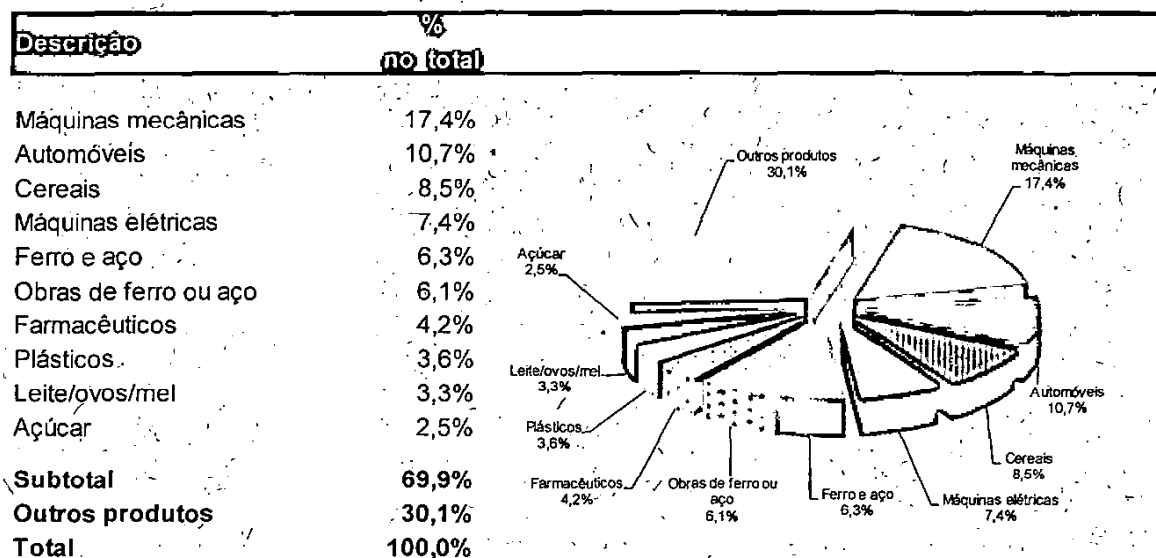 Descrição % no total
Máquinas mecânicas 17,4%
Automóveis 10,7%
Cereais 8,5%
Máquinas elétricas 7,4%
Ferro e aço 6,3%
Obras de ferro ou aço 6,1%
Farmacêuticos 4,2%
Plásticos 3,6%
Leite/ovos/mel 3,3%
Açúcar 2,5%
Subtotal 69,9%
Outros produtos 30,1%
Total 100,0%
Outros produtos
30,1%
Máquinas
mecânicas
17,4%
Açúcar
2,5%
Leite/ovos/mel
3,3%
Automóveis
10,7%
Plásticos
3,6%
Cereais
8,5%
Farmacêuticos
4,2%
Obras de ferro ou
aço
6,1%
Ferro e aço
6,3%
Máquinas elétricas
7,4%